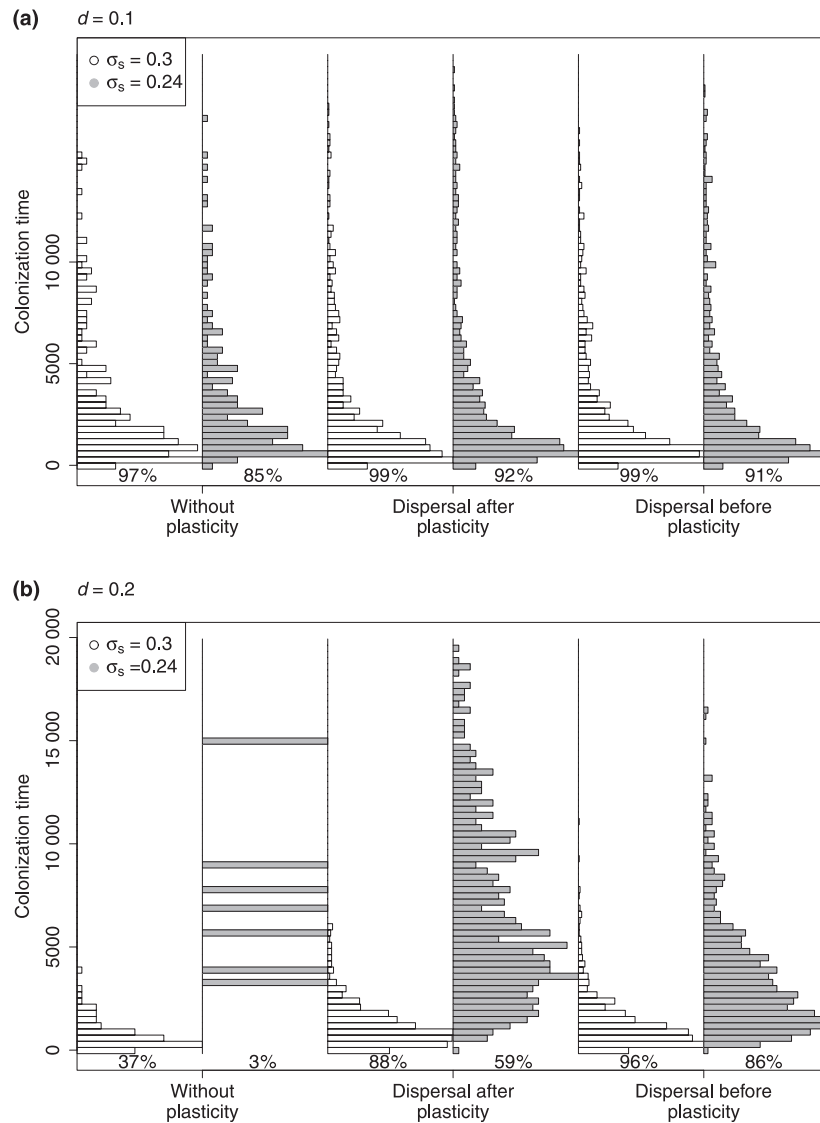 (a) d = 0.1
σs = 0.3
σs = 0.24
Colonization time
10 000
5000
0
97% 85% 99% 92% 99% 91%
Without plasticity
Dispersal after plasticity
Dispersal before plasticity
(b) d = 0.2
σs = 0.3
σs =0.24
Colonization time
20 000
15 000
10 000
5000
0
37% 3% 88% 59% 96% 86%
Without plasticity
Dispersal after plasticity
Dispersal before plasticity